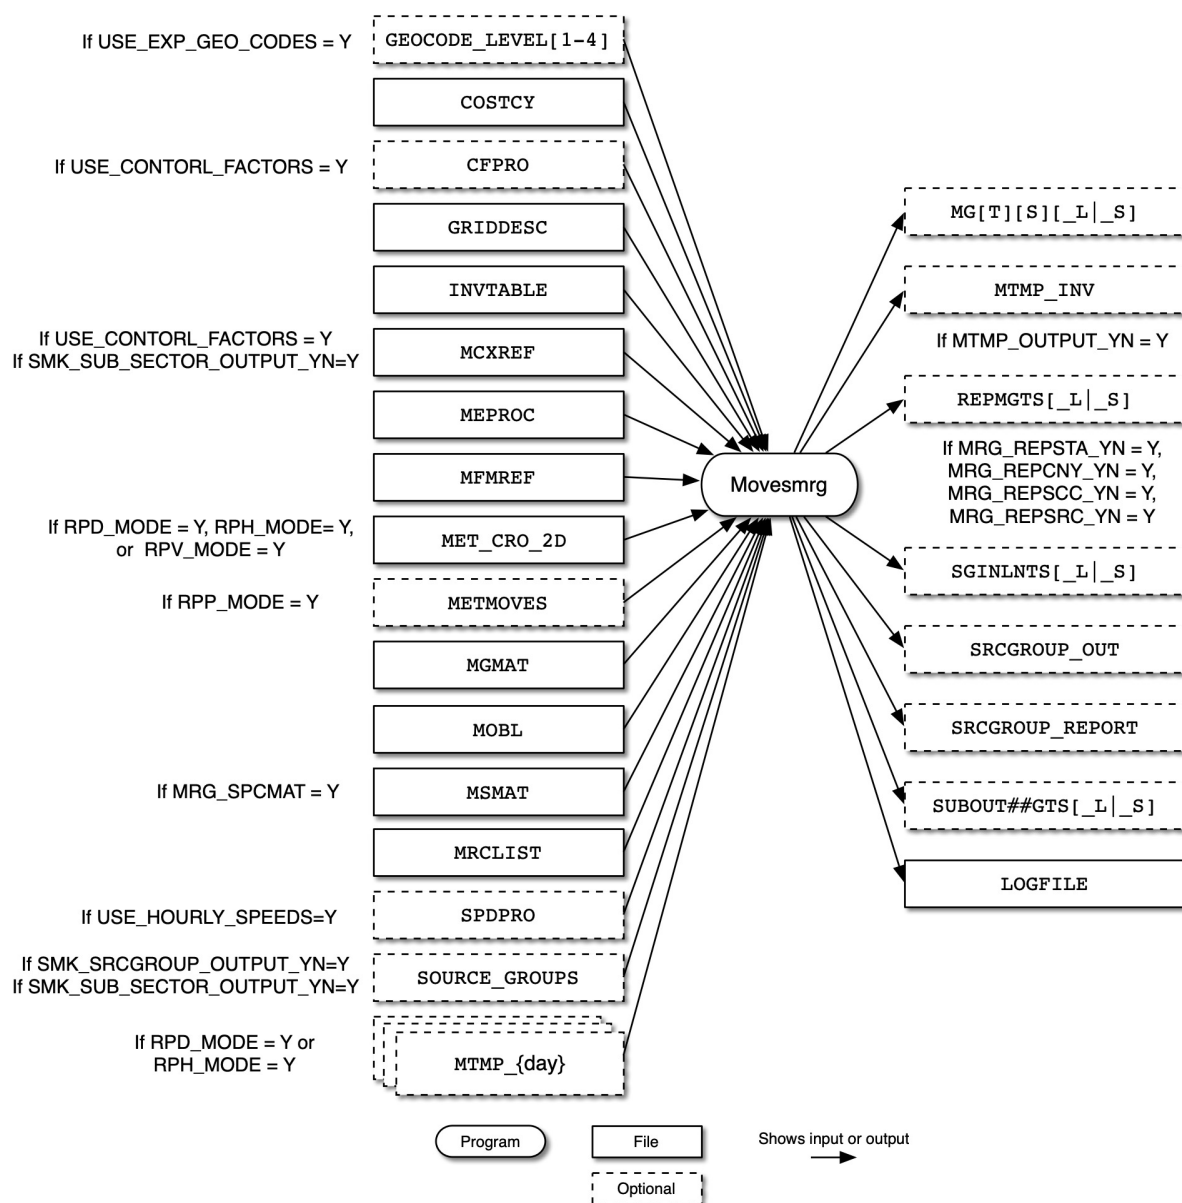 If USE_EXP_GEO_CODES = Y
GEOCODE_LEVEL[1-4]
COSTCY
If USE_CONTORL_FACTORS = Y
CFPRO
GRIDDESC
INVTABLE
If USE_CONTORL_FACTORS = Y
If SMK_SUB_SECTOR_OUTPUT_YN=Y
MCXREF
MEPROC
MFMREF
If RPD_MODE = Y, RPH_MODE= Y,
or RPV_MODE = Y
MET_CRO_2D
If RPP_MODE = Y
METMOVES
MGMAT
MOBL
If MRG_SPCMAT = Y
MSMAT
MRCLIST
If USE_HOURLY_SPEEDS=Y
SPDPRO
If SMK_SRCGROUP_OUTPUT_YN=Y
If SMK_SUB_SECTOR_OUTPUT_YN=Y
SOURCE_GROUPS
If RPD_MODE = Y or
RPH_MODE = Y
MTMP_{day}
Movesmrg
MG[T][S][_L|_S]
MTMP_INV
If MTMP_OUTPUT_YN = Y
REPMGTS[_L|_S]
If MRG_REPSTA_YN = Y,
MRG_REPCNY_YN = Y,
MRG_REPSCC_YN = Y,
MRG_REPSRC_YN = Y
SGINLNTS[_L|_S]
SRCGROUP_OUT
SRCGROUP_REPORT
SUBOUT##GTS[_L|_S]
LOGFILE
Program
File
Shows input or output
Optional